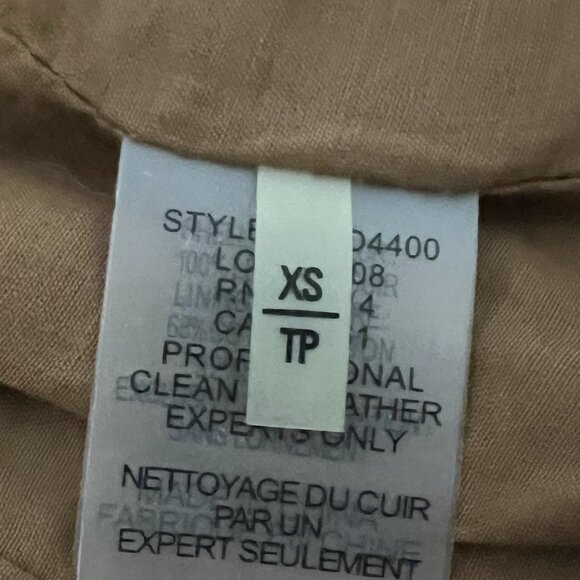 STYLE D4400
LO 08
RN 4
CA 1
XS
TP
PROF ONAL
CLEAN ATHER
EXPERTS ONLY
NETTOYAGE DU CUIR
PAR UN
EXPERT SEULEMENT